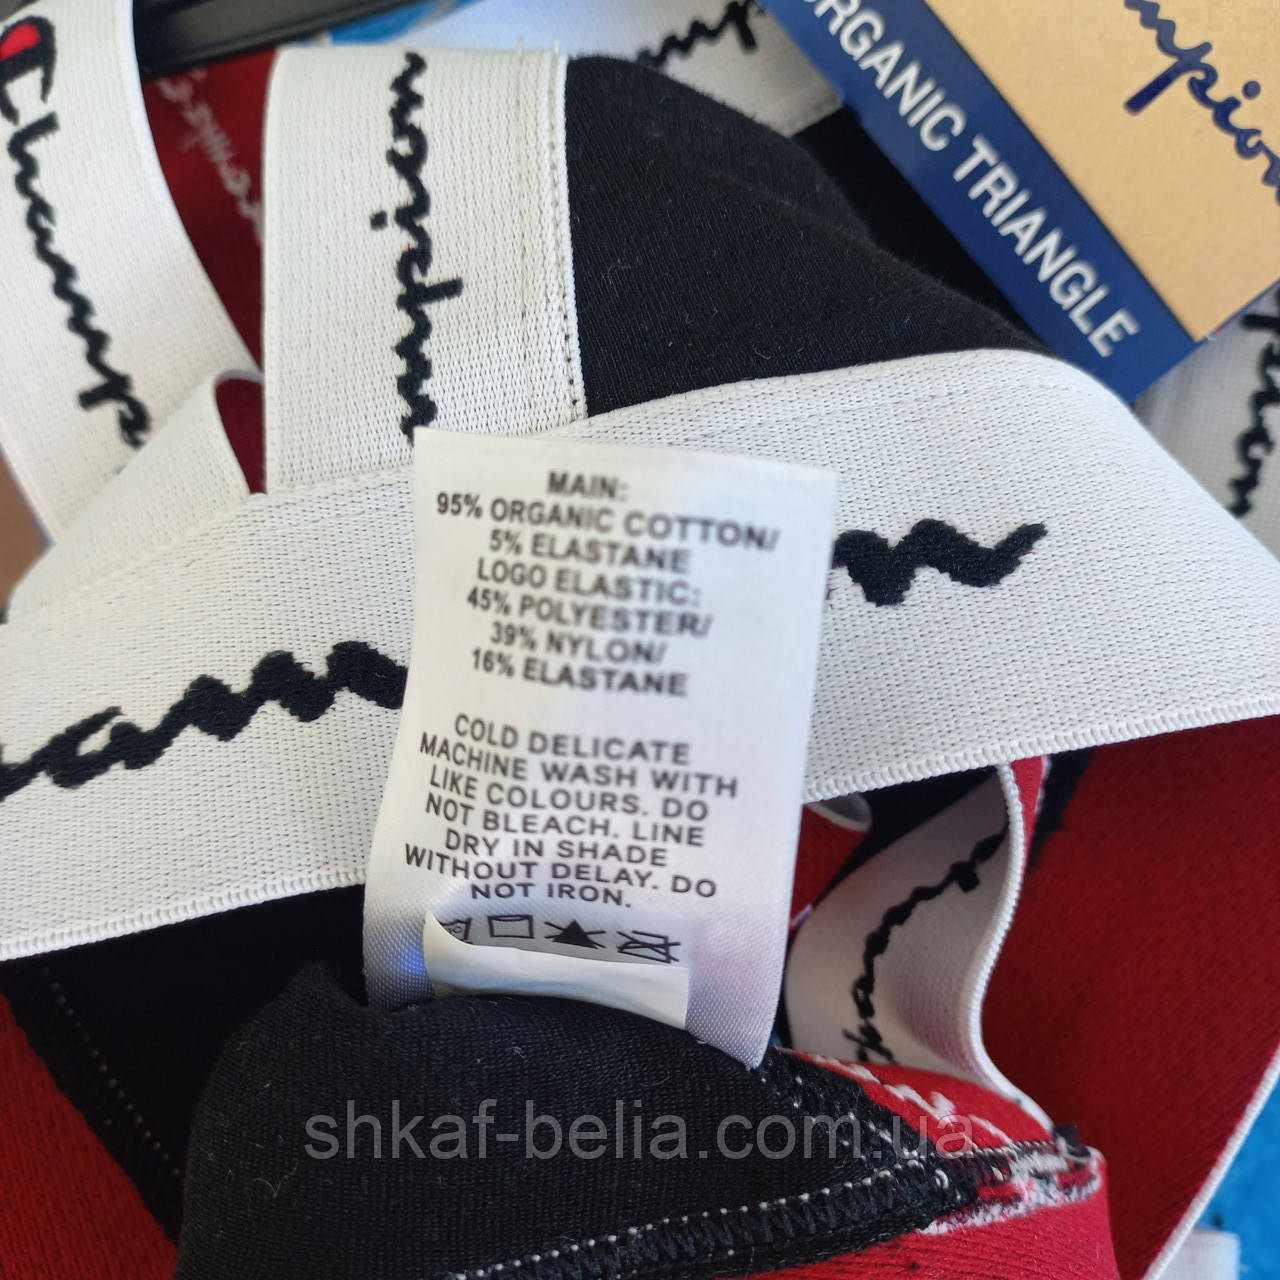 Champ
Champion
mpion
ORGANIC TRIANGLE
MAIN:
95% ORGANIC COTTON/
5% ELASTANE
LOGO ELASTIC:
45% POLYESTER/
39% NYLON/
16% ELASTANE
COLD DELICATE
MACHINE WASH WITH
LIKE COLOURS. DO
NOT BLEACH. LINE
DRY IN SHADE
WITHOUT DELAY. DO
NOT IRON.
shkaf-belia.com.ua